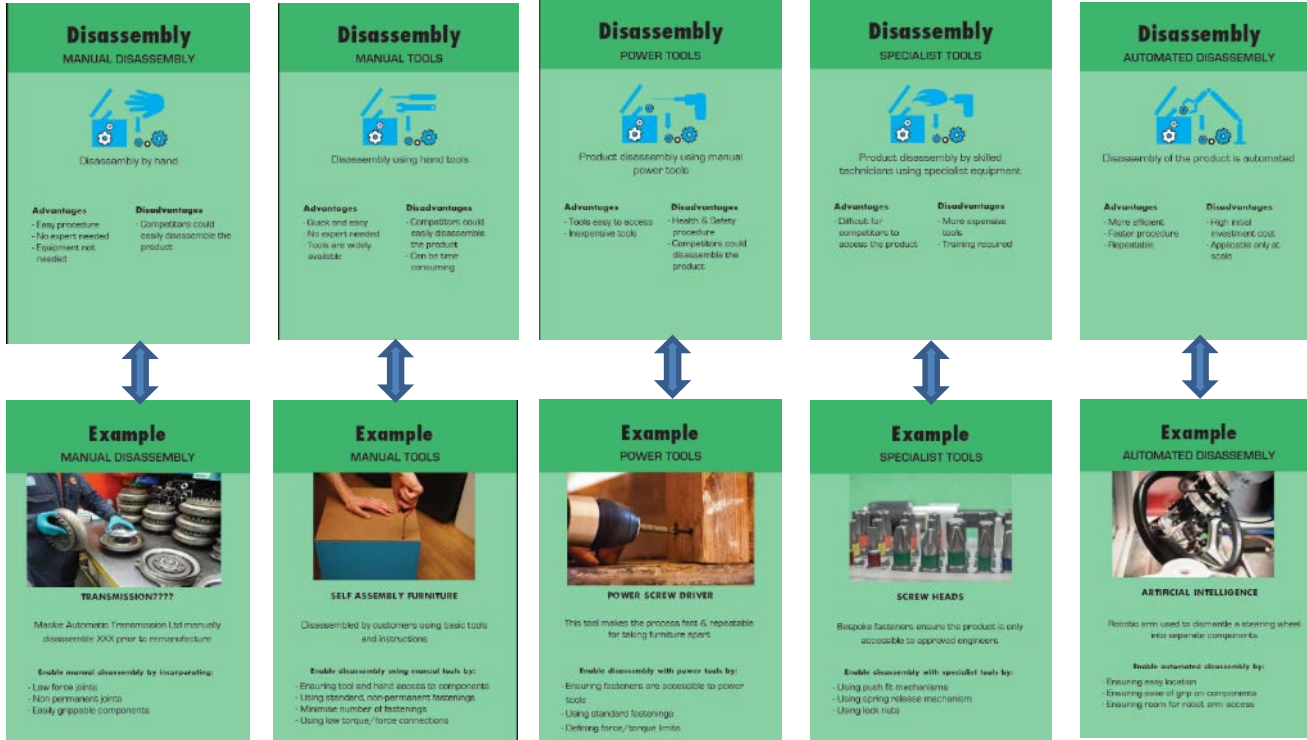 Disassembly
MANUAL DISASSEMBLY
Disassembly by hand
Advantages
- Easy procedure
- No expert needed
- Equipment not
needed
Disadvantages
- Competitors could
easily disassemble the
product
Disassembly
MANUAL TOOLS
Disassembly using hand tools
Advantages
- Quick and easy
- No expert needed
- Tools are widely
available
Disadvantages
- Competitors could
easily disassemble
the product
- Can be time
consuming
Disassembly
POWER TOOLS
Product disassembly using manual
power tools
Advantages
- Tools easy to access
- Inexpensive tools
Disadvantages
- Health & Safety
procedure
- Competitors could
disassemble the
product
Disassembly
SPECIALIST TOOLS
Product disassembly by skilled
technicians using specialist equipment
Advantages
- Difficult for
competitors to
access the product
Disadvantages
- More expensive
tools
- Training required
Disassembly
AUTOMATED DISASSEMBLY
Disassembly of the product is automated
Advantages
- More efficient
- Faster procedure
- Repeatable
Disadvantages
- High initial
investment cost
- Applicable only at
scale
Example
MANUAL DISASSEMBLY
TRANSMISSION????
Mackie Automatic Transmission Ltd manually
disassemble XXX prior to remanufacture
Enable manual disassembly by incorporating:
- Low force joints
- Non permanent joints
- Easily grippable components
Example
MANUAL TOOLS
SELF ASSEMBLY FURNITURE
Disassembled by customers using basic tools
and instructions
Enable disassembly using manual tools by:
- Ensuring tool and hand access to components
- Using standard, non-permanent fastenings
- Minimise number of fastenings
- Using low torque/force connections
Example
POWER TOOLS
POWER SCREW DRIVER
This tool makes the process fast & repeatable
for taking furniture apart
Enable disassembly with power tools by:
- Ensuring fasteners are accessible to power
tools
- Using standard fastenings
- Defining force/torque limits
Example
SPECIALIST TOOLS
SCREW HEADS
Bespoke fasteners ensure the product is only
accessible to approved engineers
Enable disassembly with specialist tools by:
- Using push fit mechanisms
- Using spring release mechanism
- Using lock nuts
Example
AUTOMATED DISASSEMBLY
ARTIFICIAL INTELLIGENCE
Robotic arm used to dismantle a steering wheel
into separate components
Enable automated disassembly by:
- Ensuring easy location
- Ensuring ease of grip on components
- Ensuring room for robot arm access